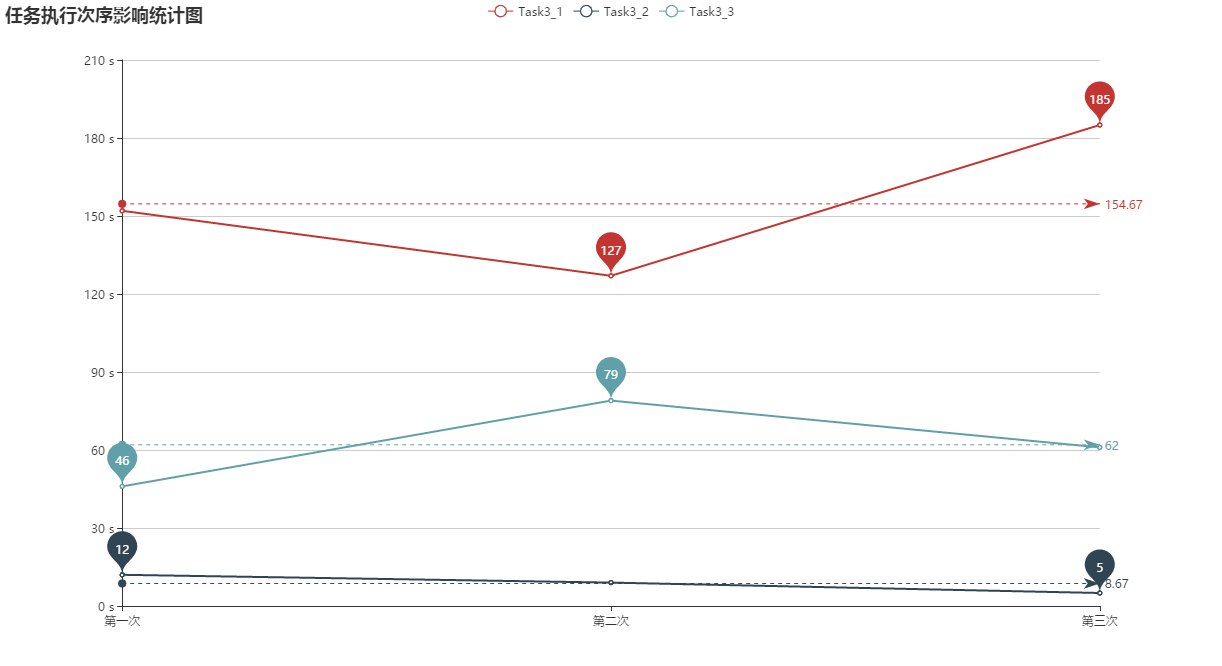 任务执行次序影响统计图
Task3_1 Task3_2 Task3_3
210 s
185
180 s
154.67
150 s
127
120 s
90 s
79
60
62
46
30 s
12
5
8.67
0 s
第一次 第二次 第三次